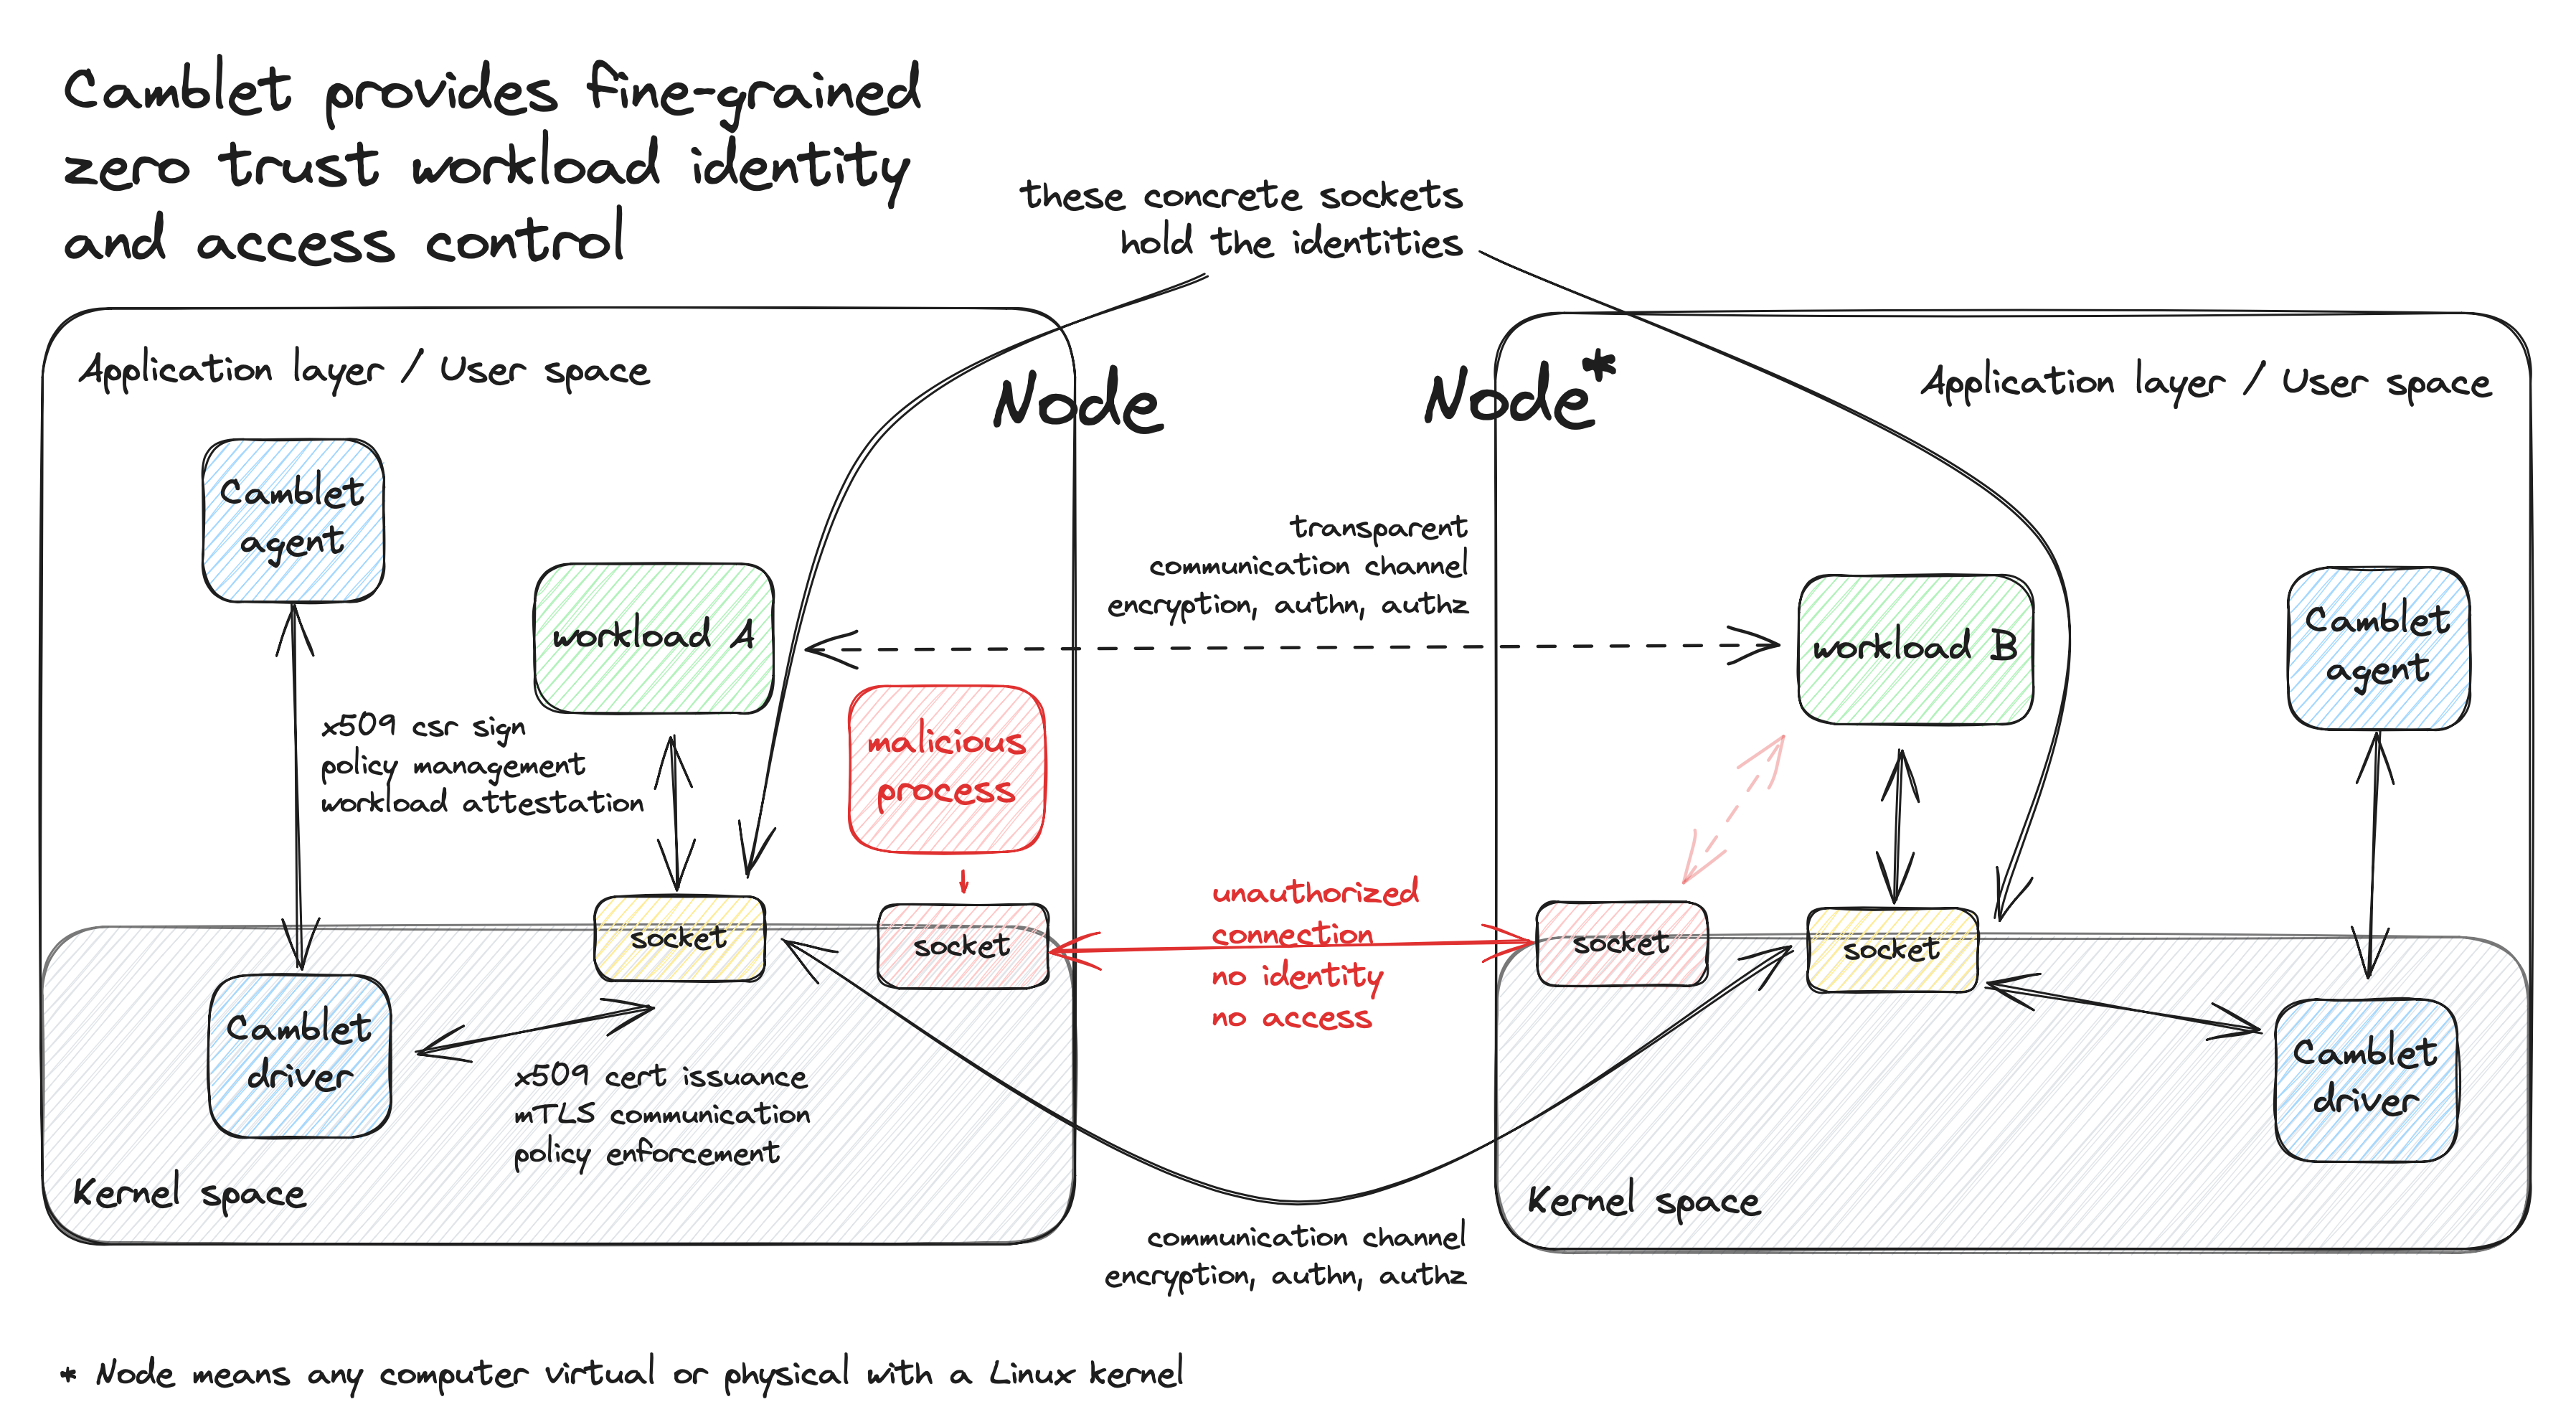 Camblet provides fine-grained
zero trust workload identity
and access control
these concrete sockets
hold the identities
Application layer / User space
Node
Node*
Application layer / User space
Camblet
agent
workload A
transparent
communication channel
encryption, authn, authz
workload B
Camblet
agent
x509 csr sign
policy management
workload attestation
malicious
process
socket
socket
unauthorized
connection
no identity
no access
socket
socket
Camblet
driver
x509 cert issuance
mTLS communication
policy enforcement
Camblet
driver
Kernel space
Kernel space
communication channel
encryption, authn, authz
* Node means any computer virtual or physical with a Linux kernel